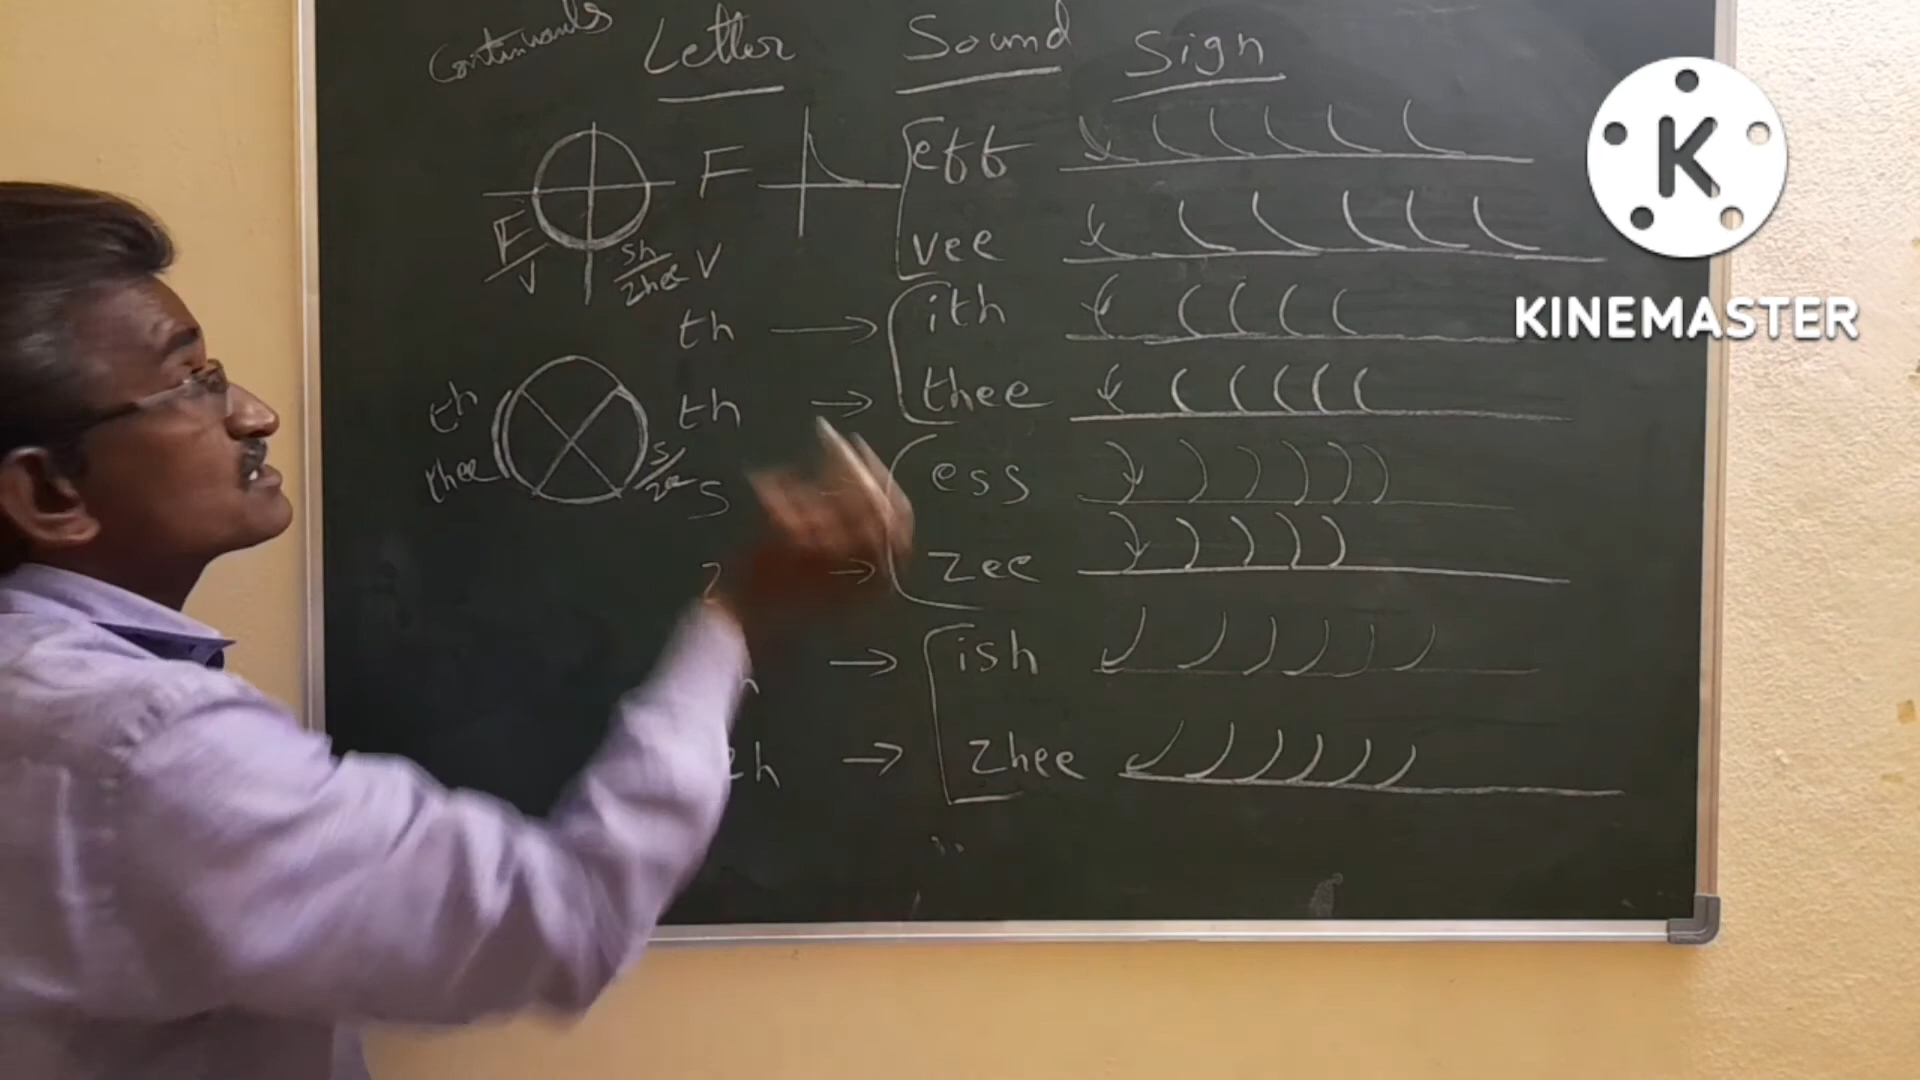 Continuants Letter Sound Sign
F eff
F
V sh
zhee V vee
th ith
th th thee
thee s
zee s ess
zee
ish
zhee
K
KINEMASTER